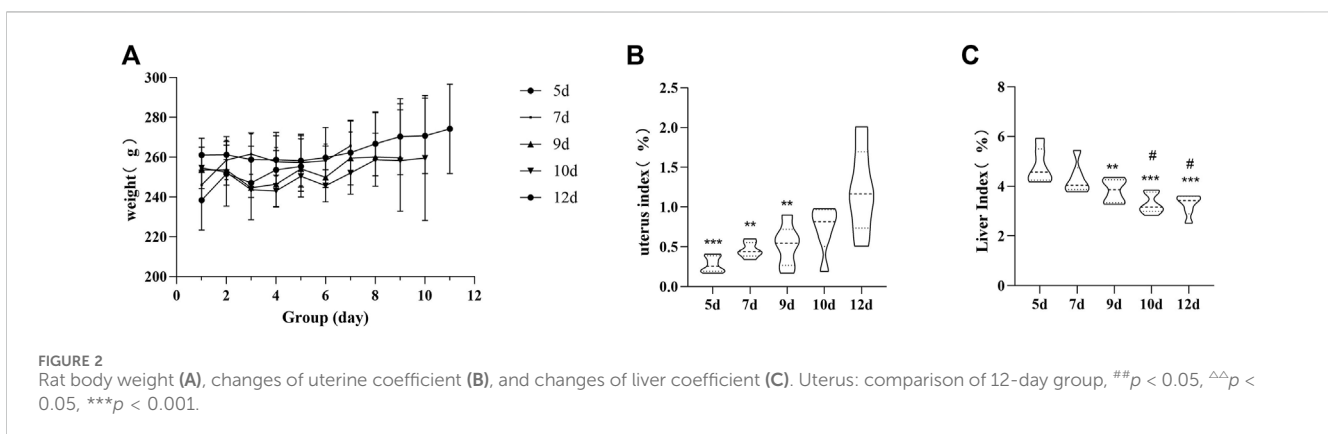 A
weight( g)
300
280
260
240
220
200
0
2
4
6
8
10
12
Group (day)
5d
7d
9d
10d
12d
B
uterus index( %)
2.5
2.0
1.5
1.0
0.5
0.0
***
**
**
5d
7d
9d
10d
12d
C
Liver Index( %)
8
6
4
2
0
**
#
***
#
***
5d
7d
9d
10d
12d
FIGURE 2
Rat body weight (A), changes of uterine coefficient (B), and changes of liver coefficient (C). Uterus: comparison of 12-day group, ##p < 0.05, △△p <
0.05, ***p < 0.001.